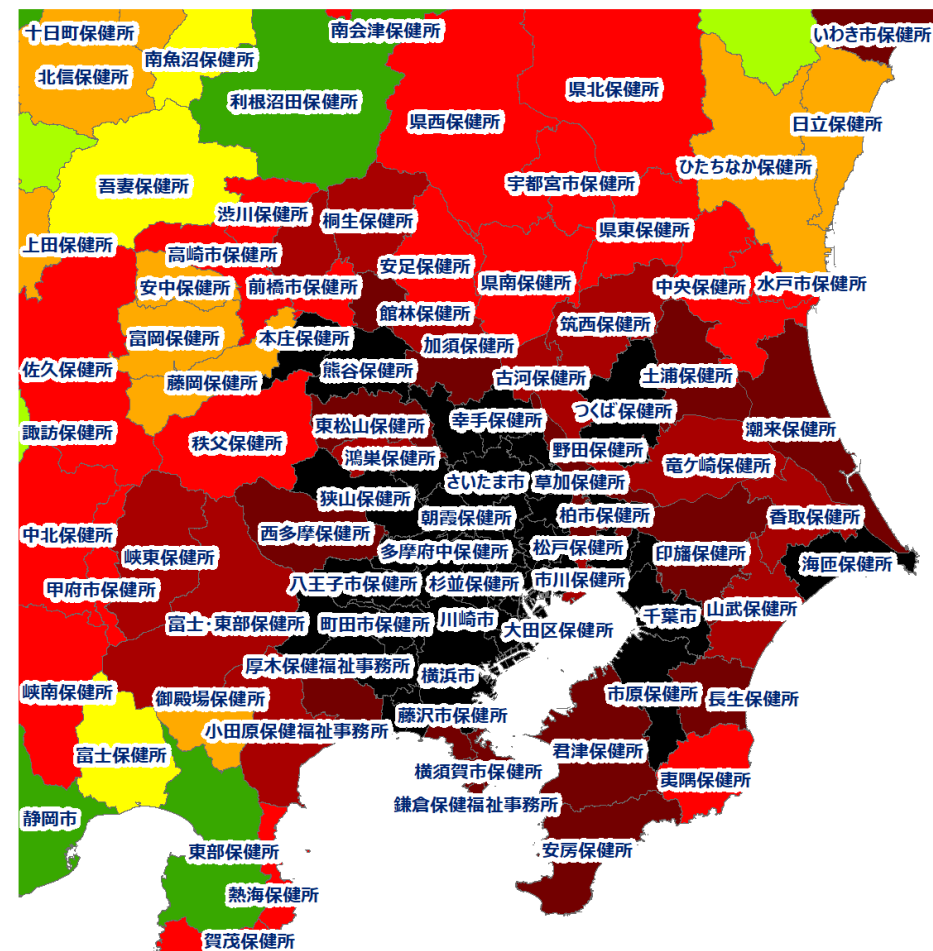 十日町保健所
南会津保健所
いわき市保健所
南魚沼保健所
北信保健所
利根沼田保健所
県北保健所
県西保健所
日立保健所
ひたちなか保健所
吾妻保健所
宇都宮市保健所
渋川保健所
桐生保健所
県東保健所
上田保健所
高崎市保健所
安足保健所
安中保健所
前橋市保健所
県南保健所
中央保健所
水戸市保健所
館林保健所
筑西保健所
富岡保健所
本庄保健所
加須保健所
佐久保健所
熊谷保健所
古河保健所
土浦保健所
藤岡保健所
つくば保健所
幸手保健所
東松山保健所
潮来保健所
諏訪保健所
秩父保健所
野田保健所
鴻巣保健所
竜ケ崎保健所
さいたま市
草加保健所
狭山保健所
朝霞保健所
柏市保健所
香取保健所
中北保健所
西多摩保健所
峡東保健所
多摩府中保健所
松戸保健所
印旛保健所
海匝保健所
甲府市保健所
八王子市保健所
杉並保健所
市川保健所
山武保健所
千葉市
富士・東部保健所
町田市保健所
川崎市
大田区保健所
厚木保健福祉事務所
横浜市
峡南保健所
御殿場保健所
市原保健所
長生保健所
藤沢市保健所
小田原保健福祉事務所
富士保健所
君津保健所
横須賀市保健所
夷隅保健所
鎌倉保健福祉事務所
静岡市
東部保健所
安房保健所
熱海保健所
賀茂保健所